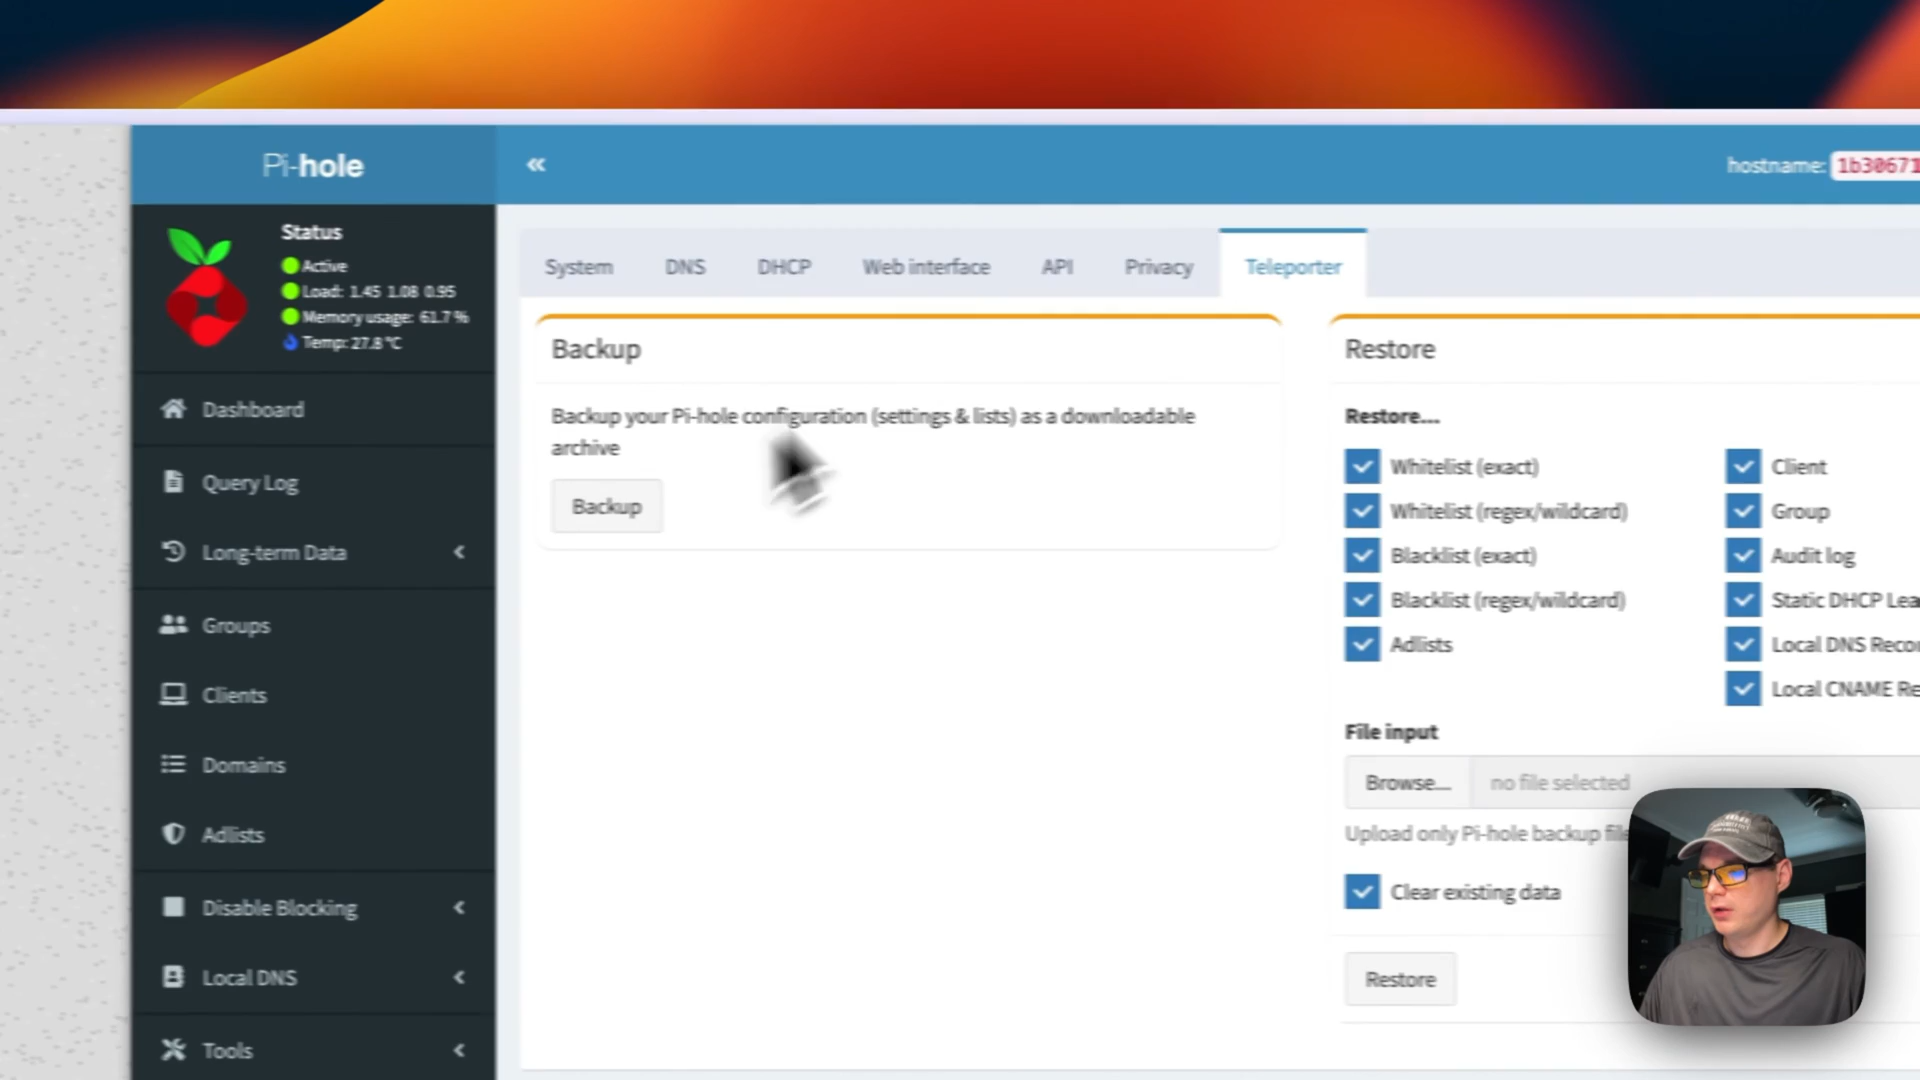 Pi-hole
hostname: 1b30671
Status
Active
Load: 1.45 1.08 0.95
Memory usage: 61.7 %
Temp: 27.8 °C
Dashboard
Query Log
Long-term Data
Groups
Clients
Domains
Adlists
Disable Blocking
Local DNS
Tools
System DNS DHCP Web interface API Privacy Teleporter
Backup
Backup your Pi-hole configuration (settings & lists) as a downloadable
archive
Backup
Restore
Restore...
Whitelist (exact)
Whitelist (regex/wildcard)
Blacklist (exact)
Blacklist (regex/wildcard)
Adlists
Client
Group
Audit log
Static DHCP Lea
Local DNS Recor
Local CNAME Re
File input
Browse... no file selected
Upload only Pi-hole backup file
Clear existing data
Restore